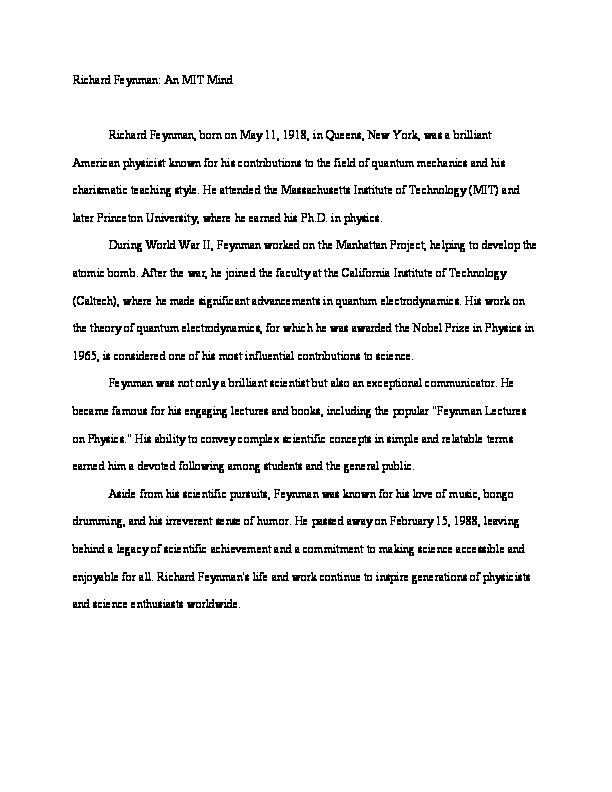 Richard Feynman: An MIT Mind
Richard Feynman, born on May 11, 1918, in Queens, New York, was a brilliant
American physicist known for his contributions to the field of quantum mechanics and his
charismatic teaching style. He attended the Massachusetts Institute of Technology (MIT) and
later Princeton University, where he earned his Ph.D. in physics.
During World War II, Feynman worked on the Manhattan Project, helping to develop the
atomic bomb. After the war, he joined the faculty at the California Institute of Technology
(Caltech), where he made significant advancements in quantum electrodynamics. His work on
the theory of quantum electrodynamics, for which he was awarded the Nobel Prize in Physics in
1965, is considered one of his most influential contributions to science.
Feynman was not only a brilliant scientist but also an exceptional communicator. He
became famous for his engaging lectures and books, including the popular "Feynman Lectures
on Physics." His ability to convey complex scientific concepts in simple and relatable terms
earned him a devoted following among students and the general public.
Aside from his scientific pursuits, Feynman was known for his love of music, bongo
drumming, and his irreverent sense of humor. He passed away on February 15, 1988, leaving
behind a legacy of scientific achievement and a commitment to making science accessible and
enjoyable for all. Richard Feynman's life and work continue to inspire generations of physicists
and science enthusiasts worldwide.